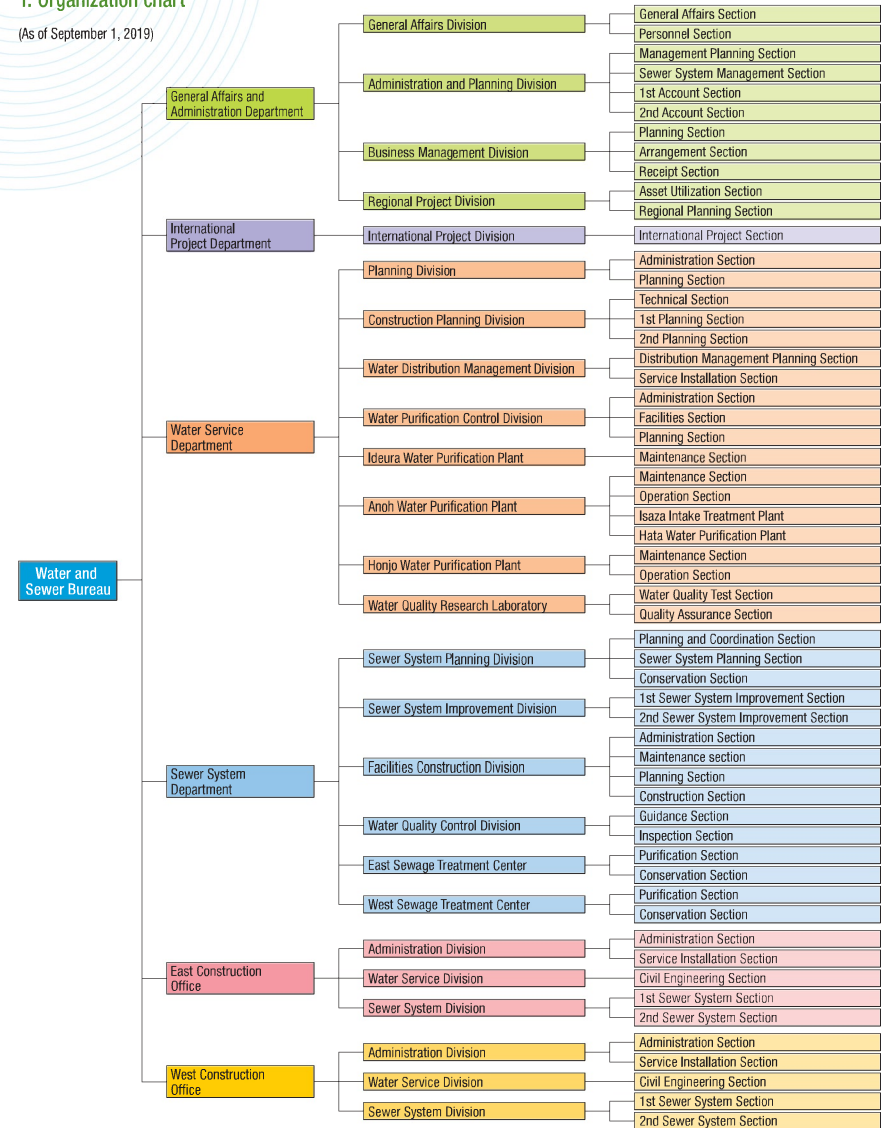 1. Organization chart
(As of September 1, 2019)
Water and
Sewer Bureau
General Affairs and
Administration Department
General Affairs Division
General Affairs Section
Personnel Section
Administration and Planning Division
Management Planning Section
Sewer System Management Section
1st Account Section
2nd Account Section
Business Management Division
Planning Section
Arrangement Section
Receipt Section
Regional Project Division
Asset Utilization Section
Regional Planning Section
International
Project Department
International Project Division
International Project Section
Water Service
Department
Planning Division
Administration Section
Planning Section
Construction Planning Division
Technical Section
1st Planning Section
2nd Planning Section
Water Distribution Management Division
Distribution Management Planning Section
Service Installation Section
Water Purification Control Division
Administration Section
Facilities Section
Planning Section
Ideura Water Purification Plant
Maintenance Section
Anoh Water Purification Plant
Maintenance Section
Operation Section
Isaza Intake Treatment Plant
Hata Water Purification Plant
Honjo Water Purification Plant
Maintenance Section
Operation Section
Water Quality Research Laboratory
Water Quality Test Section
Quality Assurance Section
Sewer System
Department
Sewer System Planning Division
Planning and Coordination Section
Sewer System Planning Section
Conservation Section
Sewer System Improvement Division
1st Sewer System Improvement Section
2nd Sewer System Improvement Section
Facilities Construction Division
Administration Section
Maintenance section
Planning Section
Construction Section
Water Quality Control Division
Guidance Section
Inspection Section
East Sewage Treatment Center
Purification Section
Conservation Section
West Sewage Treatment Center
Purification Section
Conservation Section
East Construction
Office
Administration Division
Administration Section
Service Installation Section
Water Service Division
Civil Engineering Section
Sewer System Division
1st Sewer System Section
2nd Sewer System Section
West Construction
Office
Administration Division
Administration Section
Service Installation Section
Water Service Division
Civil Engineering Section
Sewer System Division
1st Sewer System Section
2nd Sewer System Section